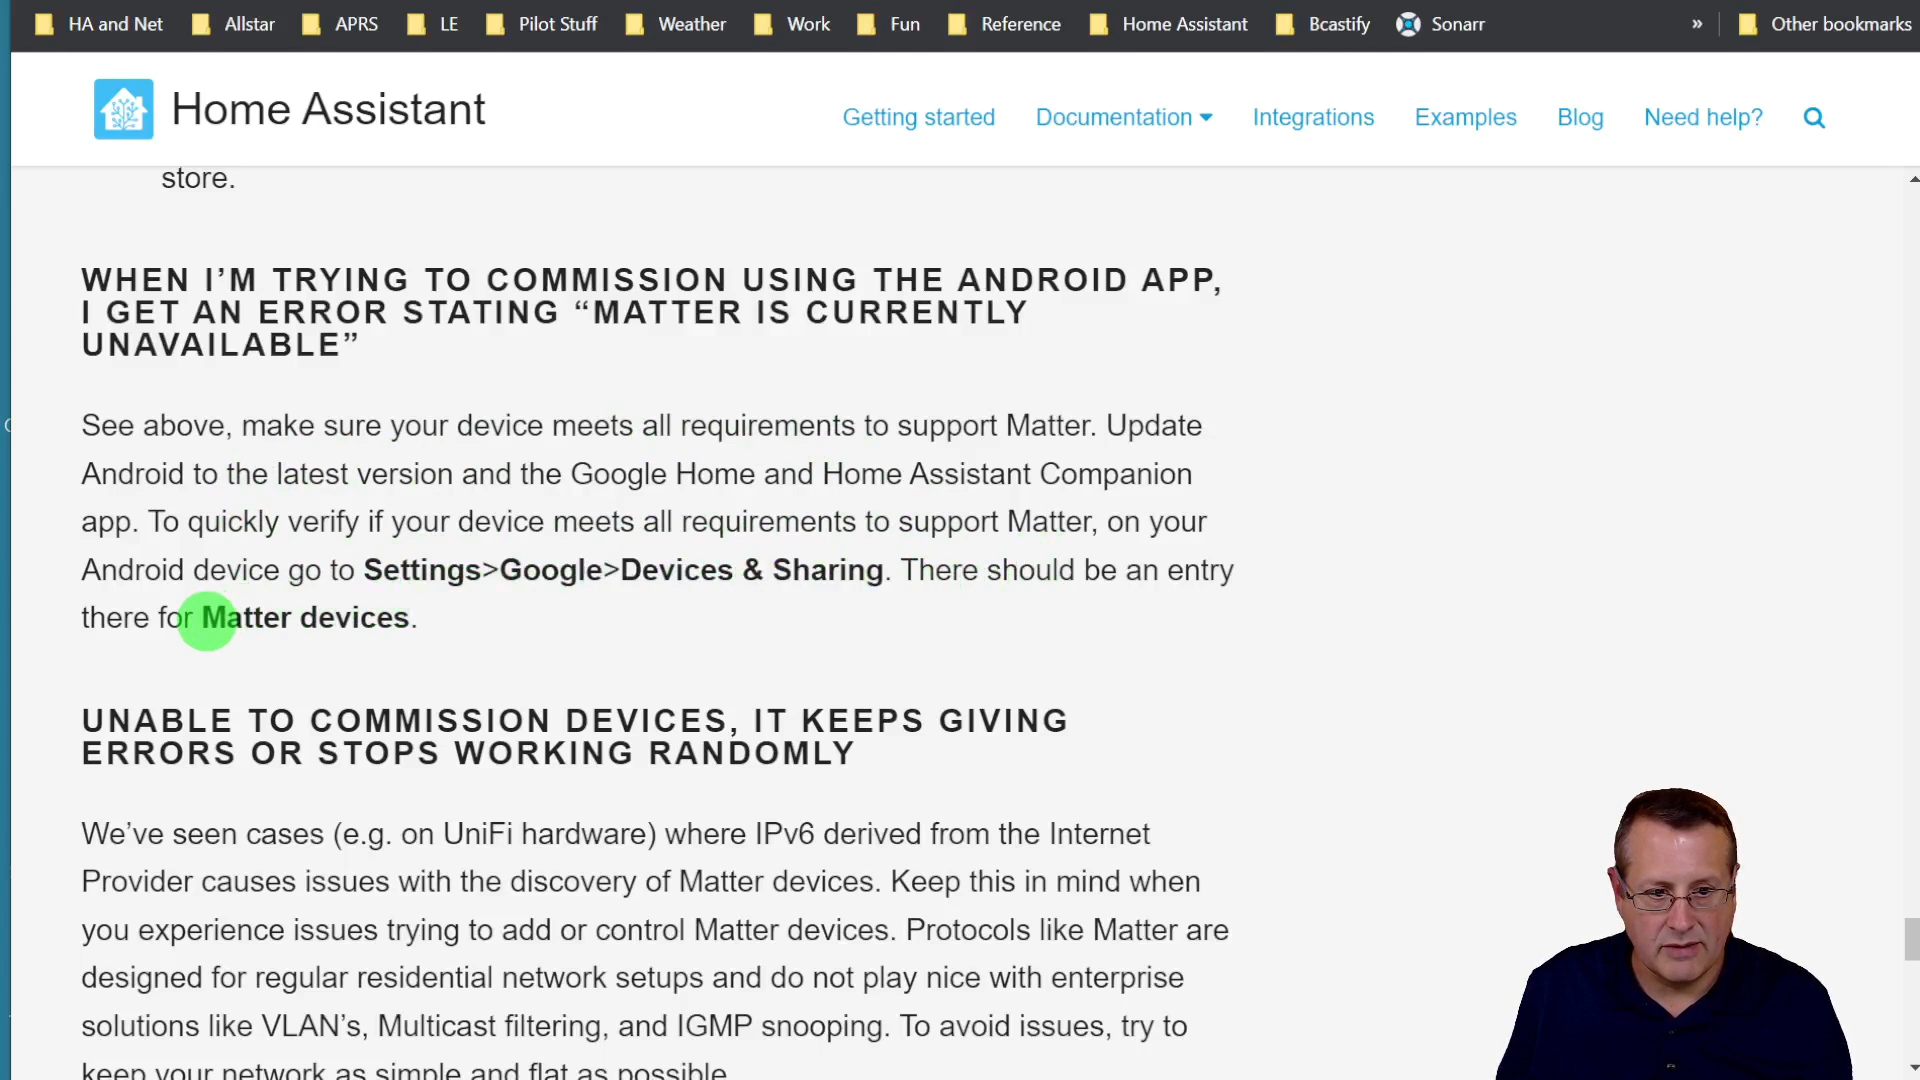 HA and Net Allstar APRS LE Pilot Stuff Weather Work Fun Reference Home Assistant Bcastify Sonarr » Other bookmarks
Home Assistant Getting started Documentation Integrations Examples Blog Need help?
store.
WHEN I’M TRYING TO COMMISSION USING THE ANDROID APP,
I GET AN ERROR STATING “MATTER IS CURRENTLY
UNAVAILABLE”
See above, make sure your device meets all requirements to support Matter. Update
Android to the latest version and the Google Home and Home Assistant Companion
app. To quickly verify if your device meets all requirements to support Matter, on your
Android device go to Settings>Google>Devices & Sharing. There should be an entry
there for Matter devices.
UNABLE TO COMMISSION DEVICES, IT KEEPS GIVING
ERRORS OR STOPS WORKING RANDOMLY
We’ve seen cases (e.g. on UniFi hardware) where IPv6 derived from the Internet
Provider causes issues with the discovery of Matter devices. Keep this in mind when
you experience issues trying to add or control Matter devices. Protocols like Matter are
designed for regular residential network setups and do not play nice with enterprise
solutions like VLAN’s, Multicast filtering, and IGMP snooping. To avoid issues, try to
keep your network as simple and flat as possible.